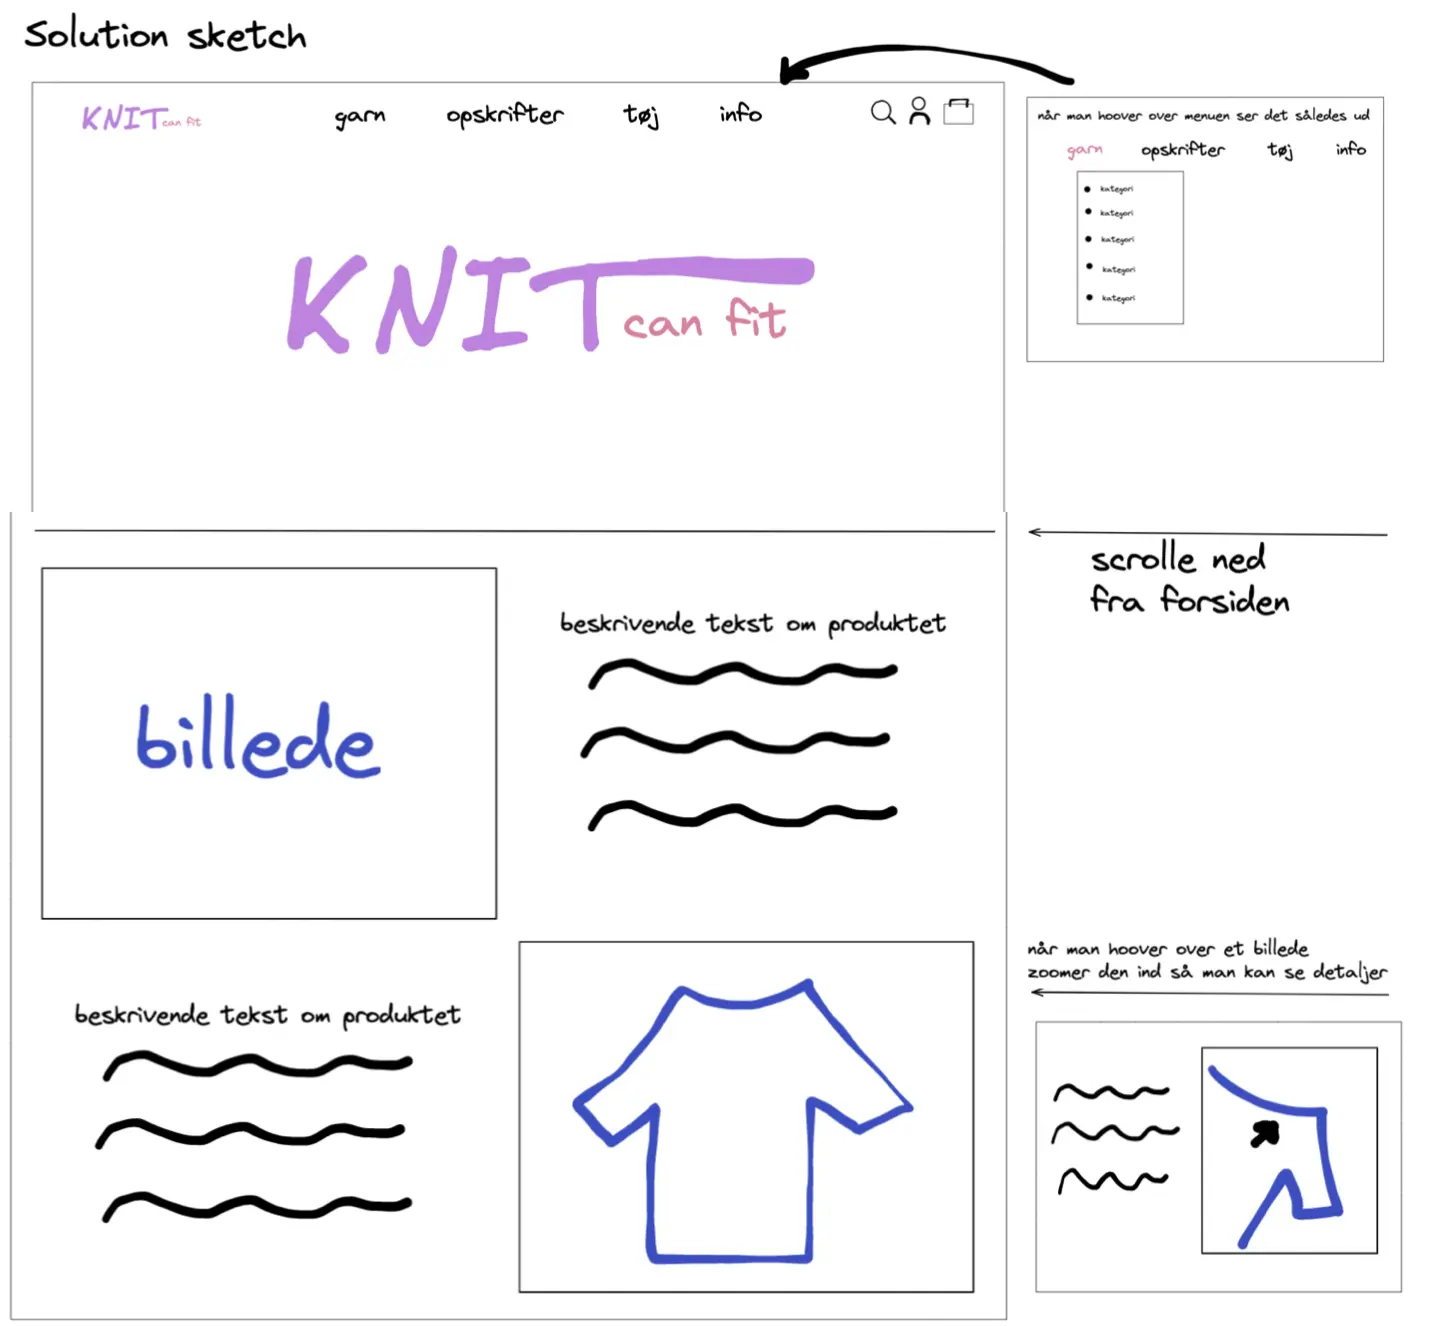 Solution sketch
KNIT can fit
garn opskrifter tøj info
når man hoover over menuen ser det således ud
garn opskrifter tøj info
kategori
kategori
kategori
kategori
kategori
KNIT can fit
scrolle ned
fra forsiden
billede
beskrivende tekst om produktet
beskrivende tekst om produktet
når man hoover over et billede
zoomer den ind så man kan se detaljer